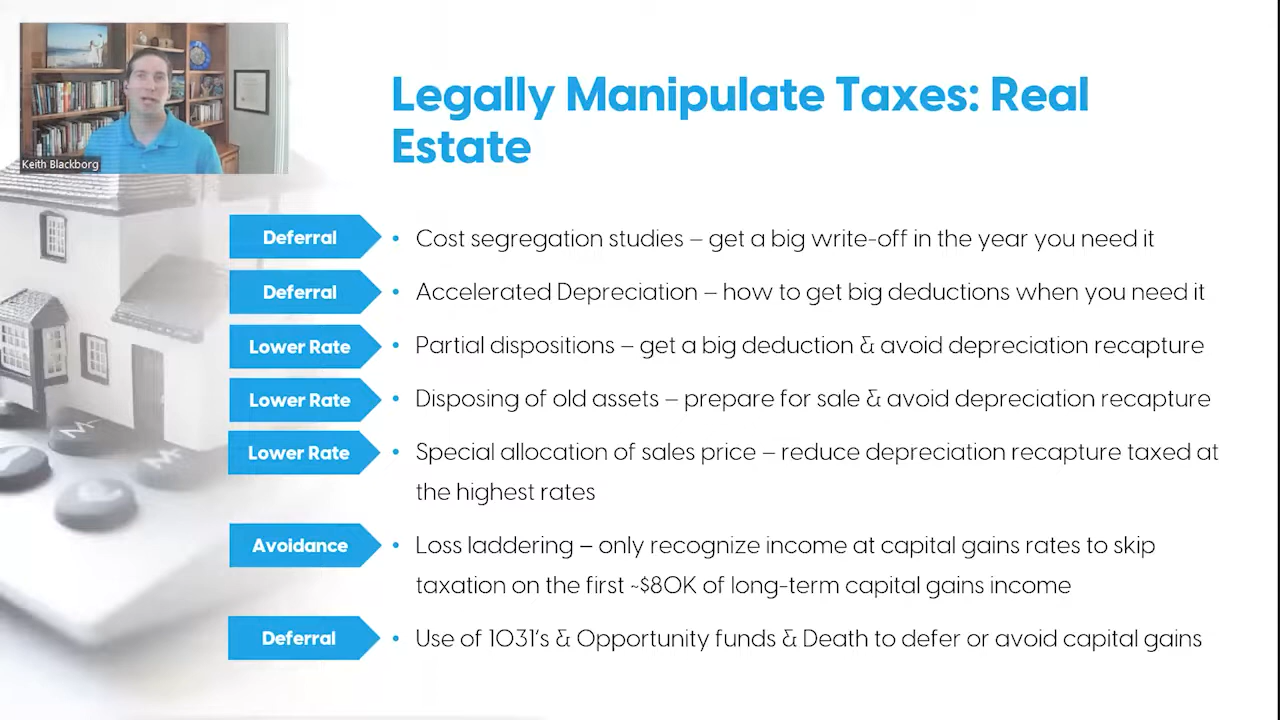 Keith Blackborg
Legally Manipulate Taxes: Real
Estate
Deferral
• Cost segregation studies – get a big write-off in the year you need it
Deferral
• Accelerated Depreciation – how to get big deductions when you need it
Lower Rate
• Partial dispositions – get a big deduction & avoid depreciation recapture
Lower Rate
• Disposing of old assets – prepare for sale & avoid depreciation recapture
Lower Rate
• Special allocation of sales price – reduce depreciation recapture taxed at
the highest rates
Avoidance
• Loss laddering – only recognize income at capital gains rates to skip
taxation on the first ~$80K of long-term capital gains income
Deferral
• Use of 1031's & Opportunity funds & Death to defer or avoid capital gains